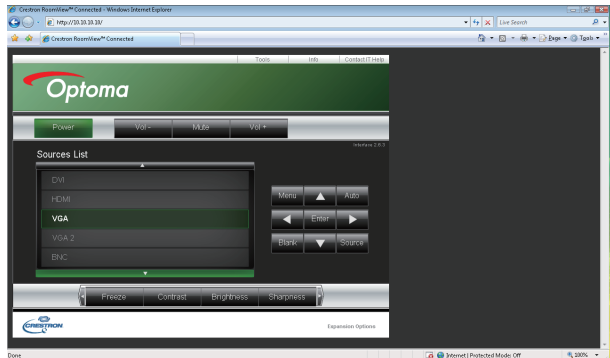 Crestron RoomView™ Connected - Windows Internet Explorer
http://10.10.10.10/
Live Search
Crestron RoomView™ Connected
Page Tools
Tools Info Contact IT Help
Optoma
Power Vol - Mute Vol +
Interface 2.6.3
Sources List
DVI
HDMI
VGA
VGA 2
BNC
Menu Auto
Enter
Blank Source
Freeze Contrast Brightness Sharpness
CRESTRON
Expansion Options
Done
Internet | Protected Mode: Off
100%